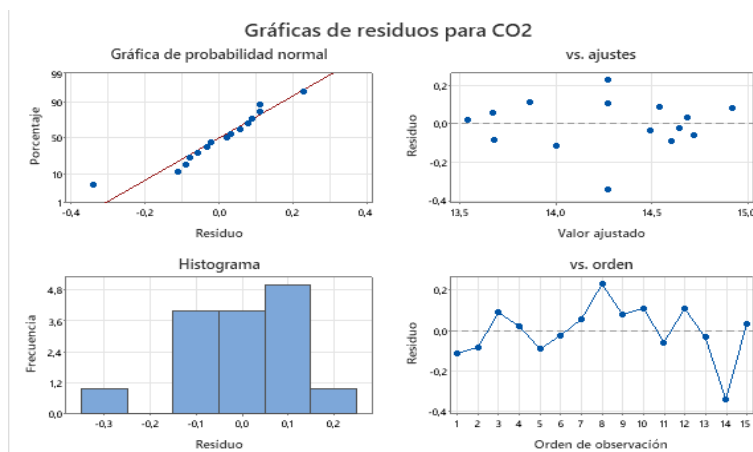 Gráficas de residuos para CO2
Gráfica de probabilidad normal
99
90
50
10
1
Porcentaje
-0,4 -0,2 0,0 0,2 0,4
Residuo
vs. ajustes
0,2
0,0
-0,2
-0,4
Residuo
13,5 14,0 14,5 15,0
Valor ajustado
Histograma
4,8
3,6
2,4
1,2
0,0
Frecuencia
-0,3 -0,2 -0,1 0,0 0,1 0,2
Residuo
vs. orden
0,2
0,0
-0,2
-0,4
Residuo
1 2 3 4 5 6 7 8 9 10 11 12 13 14 15
Orden de observación